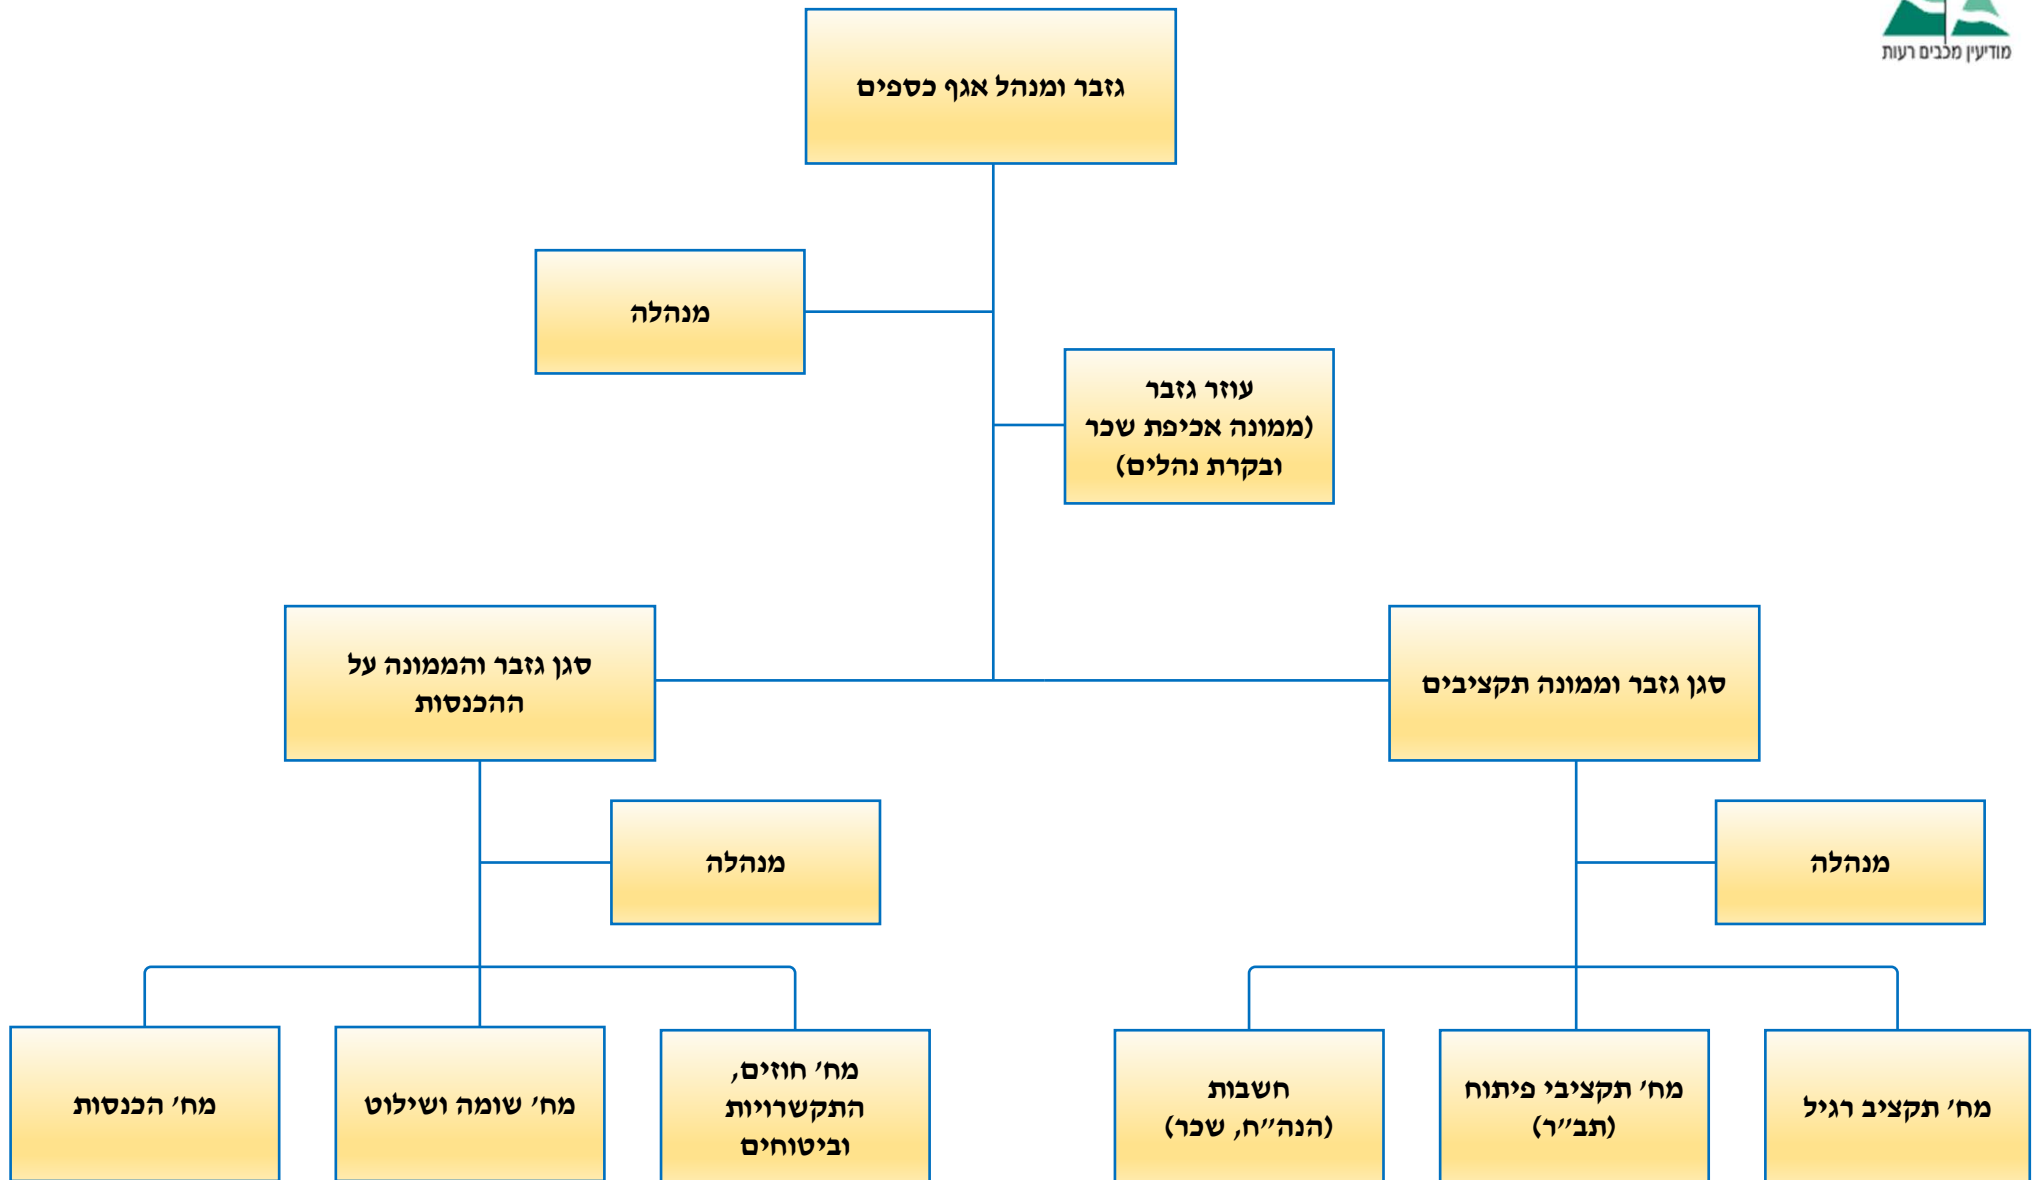 מודיעין מכבים רעות
גזבר ומנהל אגף כספים
מנהלה
עוזר גזבר
(ממונה אכיפת שכר
ובקרת נהלים)
סגן גזבר וממונה תקציבים
סגן גזבר והממונה על
ההכנסות
מנהלה
מנהלה
מח' תקציב רגיל
מח' תקציבי פיתוח
(תב"ר)
חשבות
(הנה"ח, שכר)
מח' חוזים,
התקשרויות
וביטוחים
מח' שומה ושילוט
מח' הכנסות